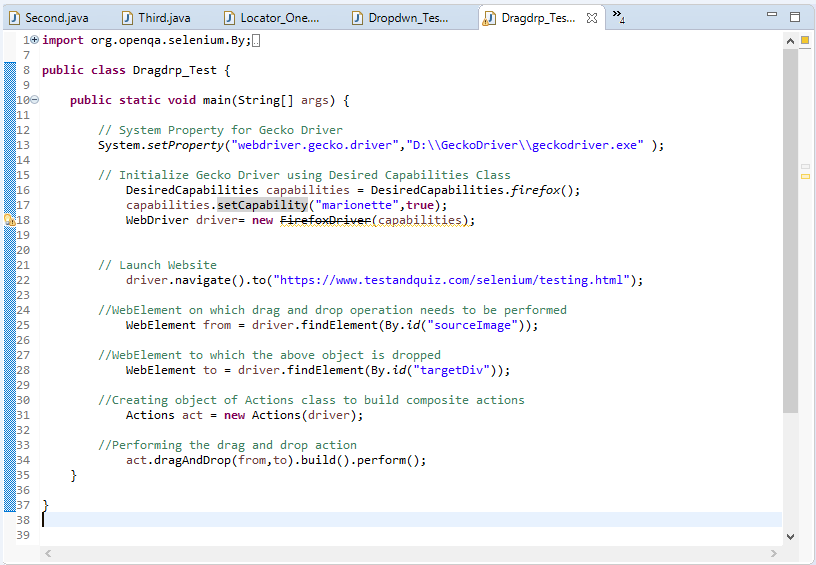 Second.java Third.java Locator_One.... Dropdwn_Tes... Dragdrp_Tes... »4
1 import org.openqa.selenium.By;
7
8 public class Dragdrp_Test {
9
10 public static void main(String[] args) {
11
12 // System Property for Gecko Driver
13 System.setProperty("webdriver.gecko.driver","D:\\GeckoDriver\\geckodriver.exe" );
14
15 // Initialize Gecko Driver using Desired Capabilities Class
16 DesiredCapabilities capabilities = DesiredCapabilities.firefox();
17 capabilities.setCapability("marionette",true);
18 WebDriver driver= new FirefoxDriver(capabilities);
19
20
21 // Launch Website
22 driver.navigate().to("https://www.testandquiz.com/selenium/testing.html");
23
24 //WebElement on which drag and drop operation needs to be performed
25 WebElement from = driver.findElement(By.id("sourceImage"));
26
27 //WebElement to which the above object is dropped
28 WebElement to = driver.findElement(By.id("targetDiv"));
29
30 //Creating object of Actions class to build composite actions
31 Actions act = new Actions(driver);
32
33 //Performing the drag and drop action
34 act.dragAndDrop(from,to).build().perform();
35 }
36
37 }
38
39